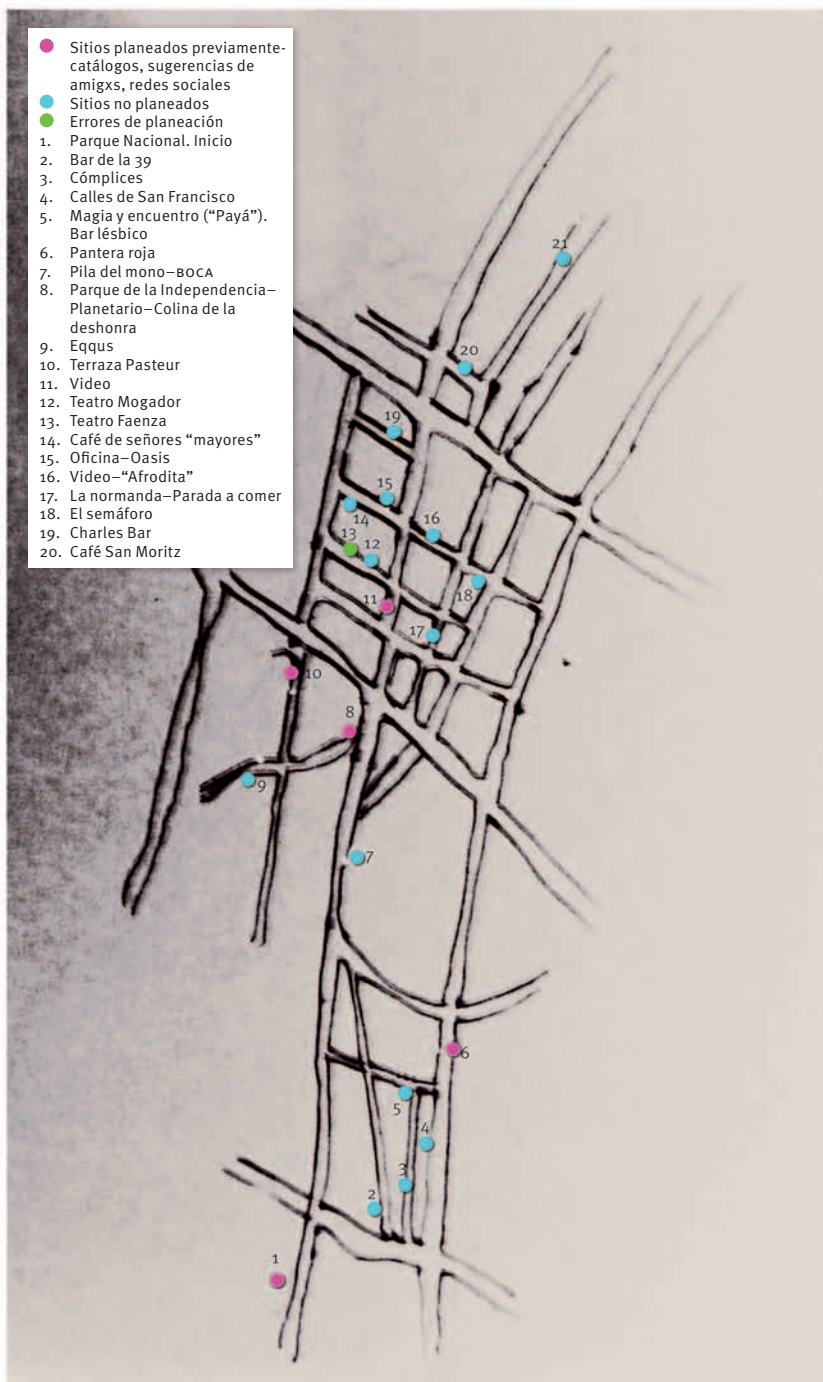 Sitios planeados previamente-
catálogos, sugerencias de
amigxs, redes sociales
Sitios no planeados
Errores de planeación
1. Parque Nacional. Inicio
2. Bar de la 39
3. Cómplices
4. Calles de San Francisco
5. Magia y encuentro (“Payá”).
Bar lésbico
6. Pantera roja
7. Pila del mono–BOCA
8. Parque de la Independencia–
Planetario–Colina de la
deshonra
9. Eqqus
10. Terraza Pasteur
11. Video
12. Teatro Mogador
13. Teatro Faenza
14. Café de señores “mayores”
15. Oficina–Oasis
16. Video–“Afrodita”
17. La normanda–Parada a comer
18. El semáforo
19. Charles Bar
20. Café San Moritz
21
20
19
15
14
16
13
12
18
11
17
10
8
9
7
6
5
4
3
2
1